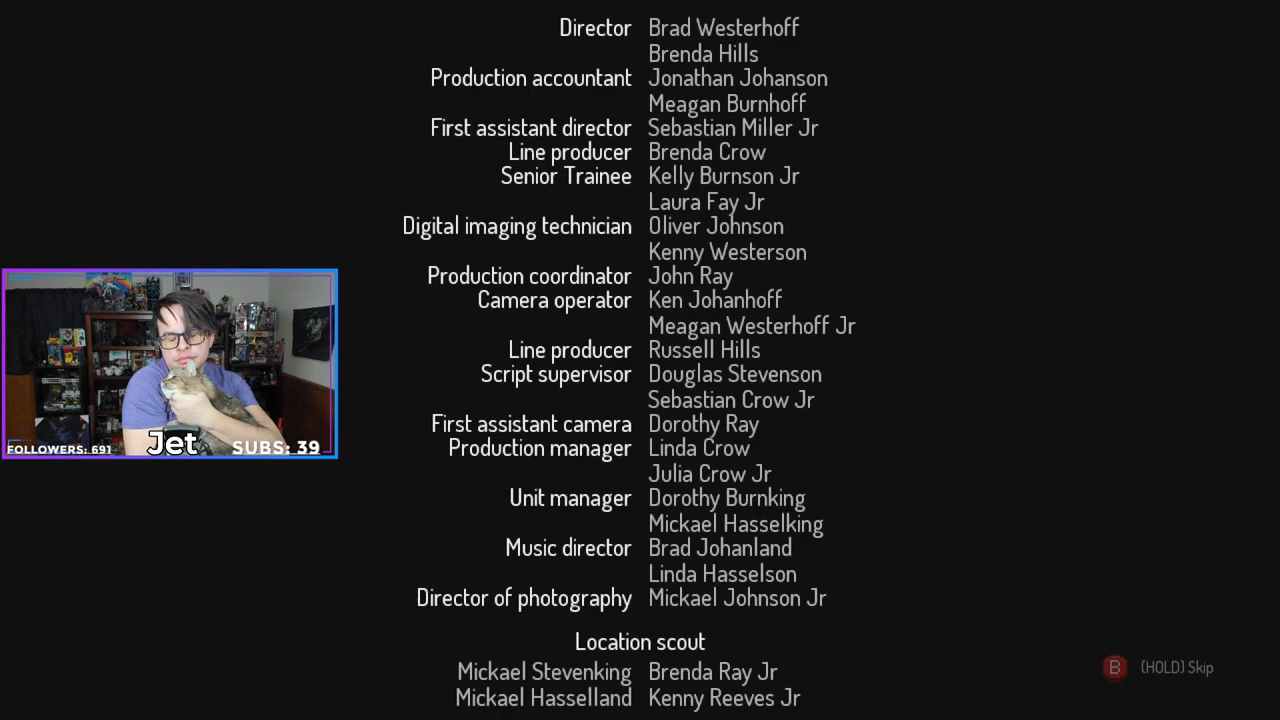 Director Brad Westerhoff
Brenda Hills
Production accountant Jonathan Johanson
Meagan Burnhoff
First assistant director Sebastian Miller Jr
Line producer Brenda Crow
Senior Trainee Kelly Burnson Jr
Laura Fay Jr
Digital imaging technician Oliver Johnson
Kenny Westerson
Production coordinator John Ray
Camera operator Ken Johanhoff
Meagan Westerhoff Jr
Line producer Russell Hills
Script supervisor Douglas Stevenson
Sebastian Crow Jr
First assistant camera Dorothy Ray
Production manager Linda Crow
Julia Crow Jr
Unit manager Dorothy Burnking
Mickael Hasselking
Music director Brad Johanland
Linda Hasselson
Director of photography Mickael Johnson Jr
Location scout
Mickael Stevenking Brenda Ray Jr
Mickael Hasselland Kenny Reeves Jr
FOLLOWERS: 691 Jet SUBS: 39
B [HOLD] Skip